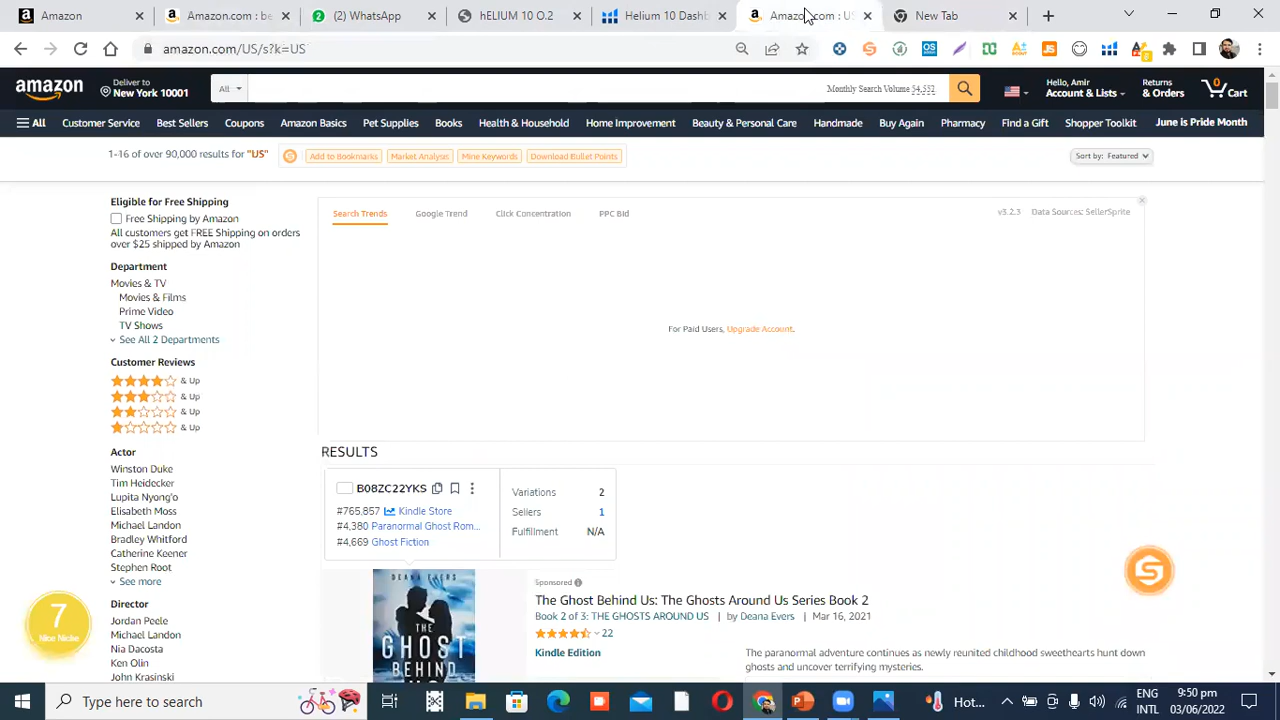 Amazon
Amazon.com : be
(2) WhatsApp
hELIUM 10 O.2
Helium 10 Dashb
Amazon.com : US
New Tab
amazon.com/US/s?k=US
amazon
Deliver to
New York 10001
All
Monthly Search Volume 54,552
Hello, Amir
Account & Lists
Returns
& Orders
0
Cart
All
Customer Service
Best Sellers
Coupons
Amazon Basics
Pet Supplies
Books
Health & Household
Home Improvement
Beauty & Personal Care
Handmade
Buy Again
Pharmacy
Find a Gift
Shopper Toolkit
June is Pride Month
1-16 of over 90,000 results for "US"
Add to Bookmarks
Market Analysis
Mine Keywords
Download Bullet Points
Sort by: Featured
Eligible for Free Shipping
Free Shipping by Amazon
All customers get FREE Shipping on orders
over $25 shipped by Amazon
Department
Movies & TV
Movies & Films
Prime Video
TV Shows
See All 2 Departments
Customer Reviews
& Up
& Up
& Up
& Up
Actor
Winston Duke
Tim Heidecker
Lupita Nyong'o
Elisabeth Moss
Michael Landon
Bradley Whitford
Michael Landon
Catherine Keener
Stephen Root
See more
Director
Jordan Peele
Michael Landon
Nia Dacosta
Ken Olin
John Krasinski
7
Nice Niche
Search Trends
Google Trend
Click Concentration
PPC Bid
v3.2.3
Data Sources: SellerSprite
For Paid Users, Upgrade Account.
RESULTS
B08ZC22YKS
#765,857 Kindle Store
#4,380 Paranormal Ghost Rom...
#4,669 Ghost Fiction
Variations 2
Sellers 1
Fulfillment N/A
DEANA EVERS
THE
GHOST
BEHIND
Sponsored
The Ghost Behind Us: The Ghosts Around Us Series Book 2
Book 2 of 3: THE GHOSTS AROUND US | by Deana Evers | Mar 16, 2021
22
Kindle Edition
The paranormal adventure continues as newly reunited childhood sweethearts hunt down
ghosts and uncover terrifying mysteries.
Type here to search
Hot...
ENG
INTL
9:50 pm
03/06/2022